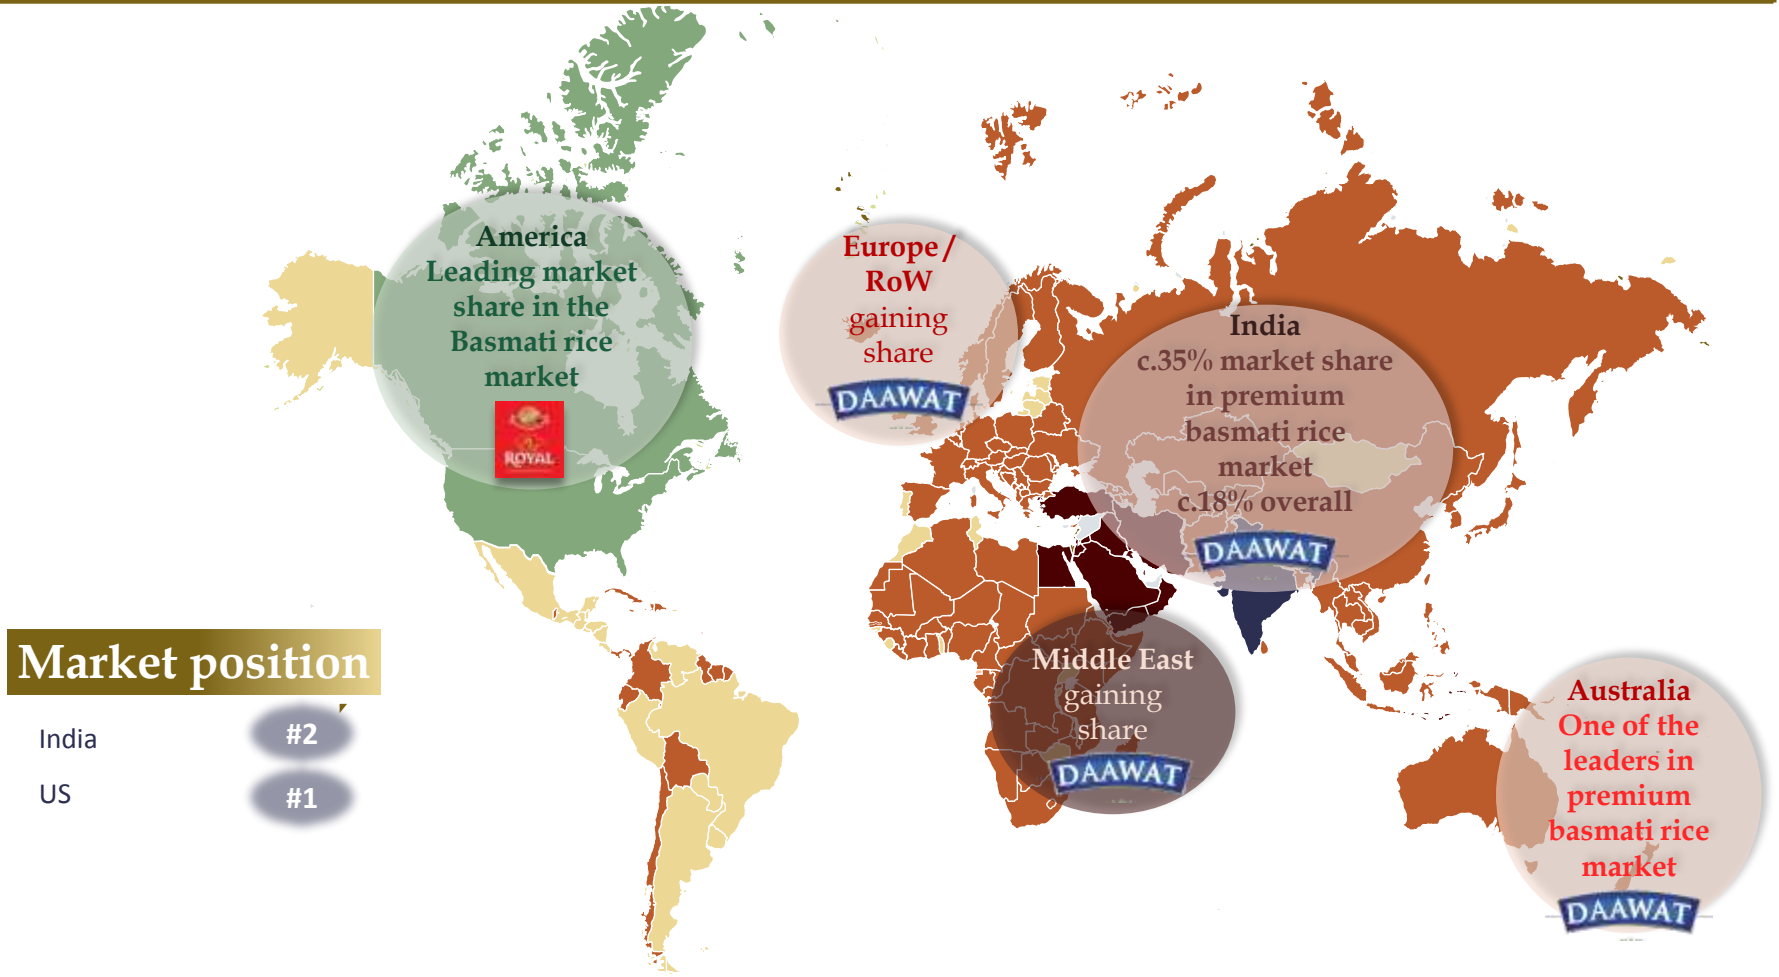 America
Leading market
share in the
Basmati rice
market
ROYAL
Europe /
RoW
gaining
share
DAAWAT
India
c.35% market share
in premium
basmati rice
market
c.18% overall
DAAWAT
Middle East
gaining
share
DAAWAT
Australia
One of the
leaders in
premium
basmati rice
market
DAAWAT
Market position
India #2
US #1